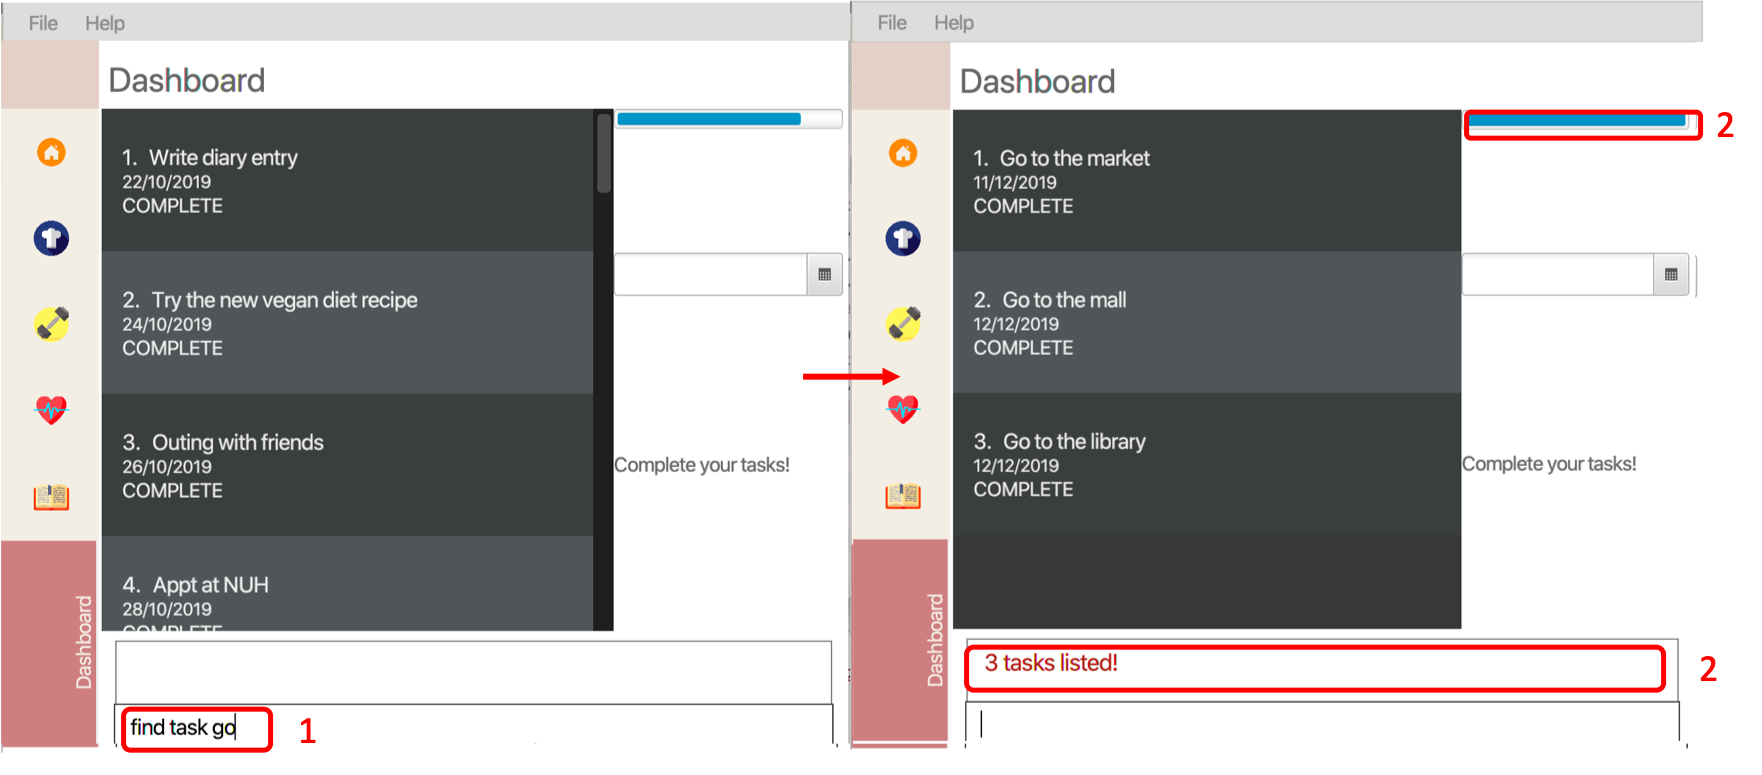 File Help
Dashboard
1. Write diary entry
22/10/2019
COMPLETE
2. Try the new vegan diet recipe
24/10/2019
COMPLETE
3. Outing with friends
26/10/2019
COMPLETE
4. Appt at NUH
28/10/2019
COMPLETE
Complete your tasks!
Dashboard
find task go
1
File Help
Dashboard
2
1. Go to the market
11/12/2019
COMPLETE
2. Go to the mall
12/12/2019
COMPLETE
3. Go to the library
12/12/2019
COMPLETE
Complete your tasks!
Dashboard
3 tasks listed!
2